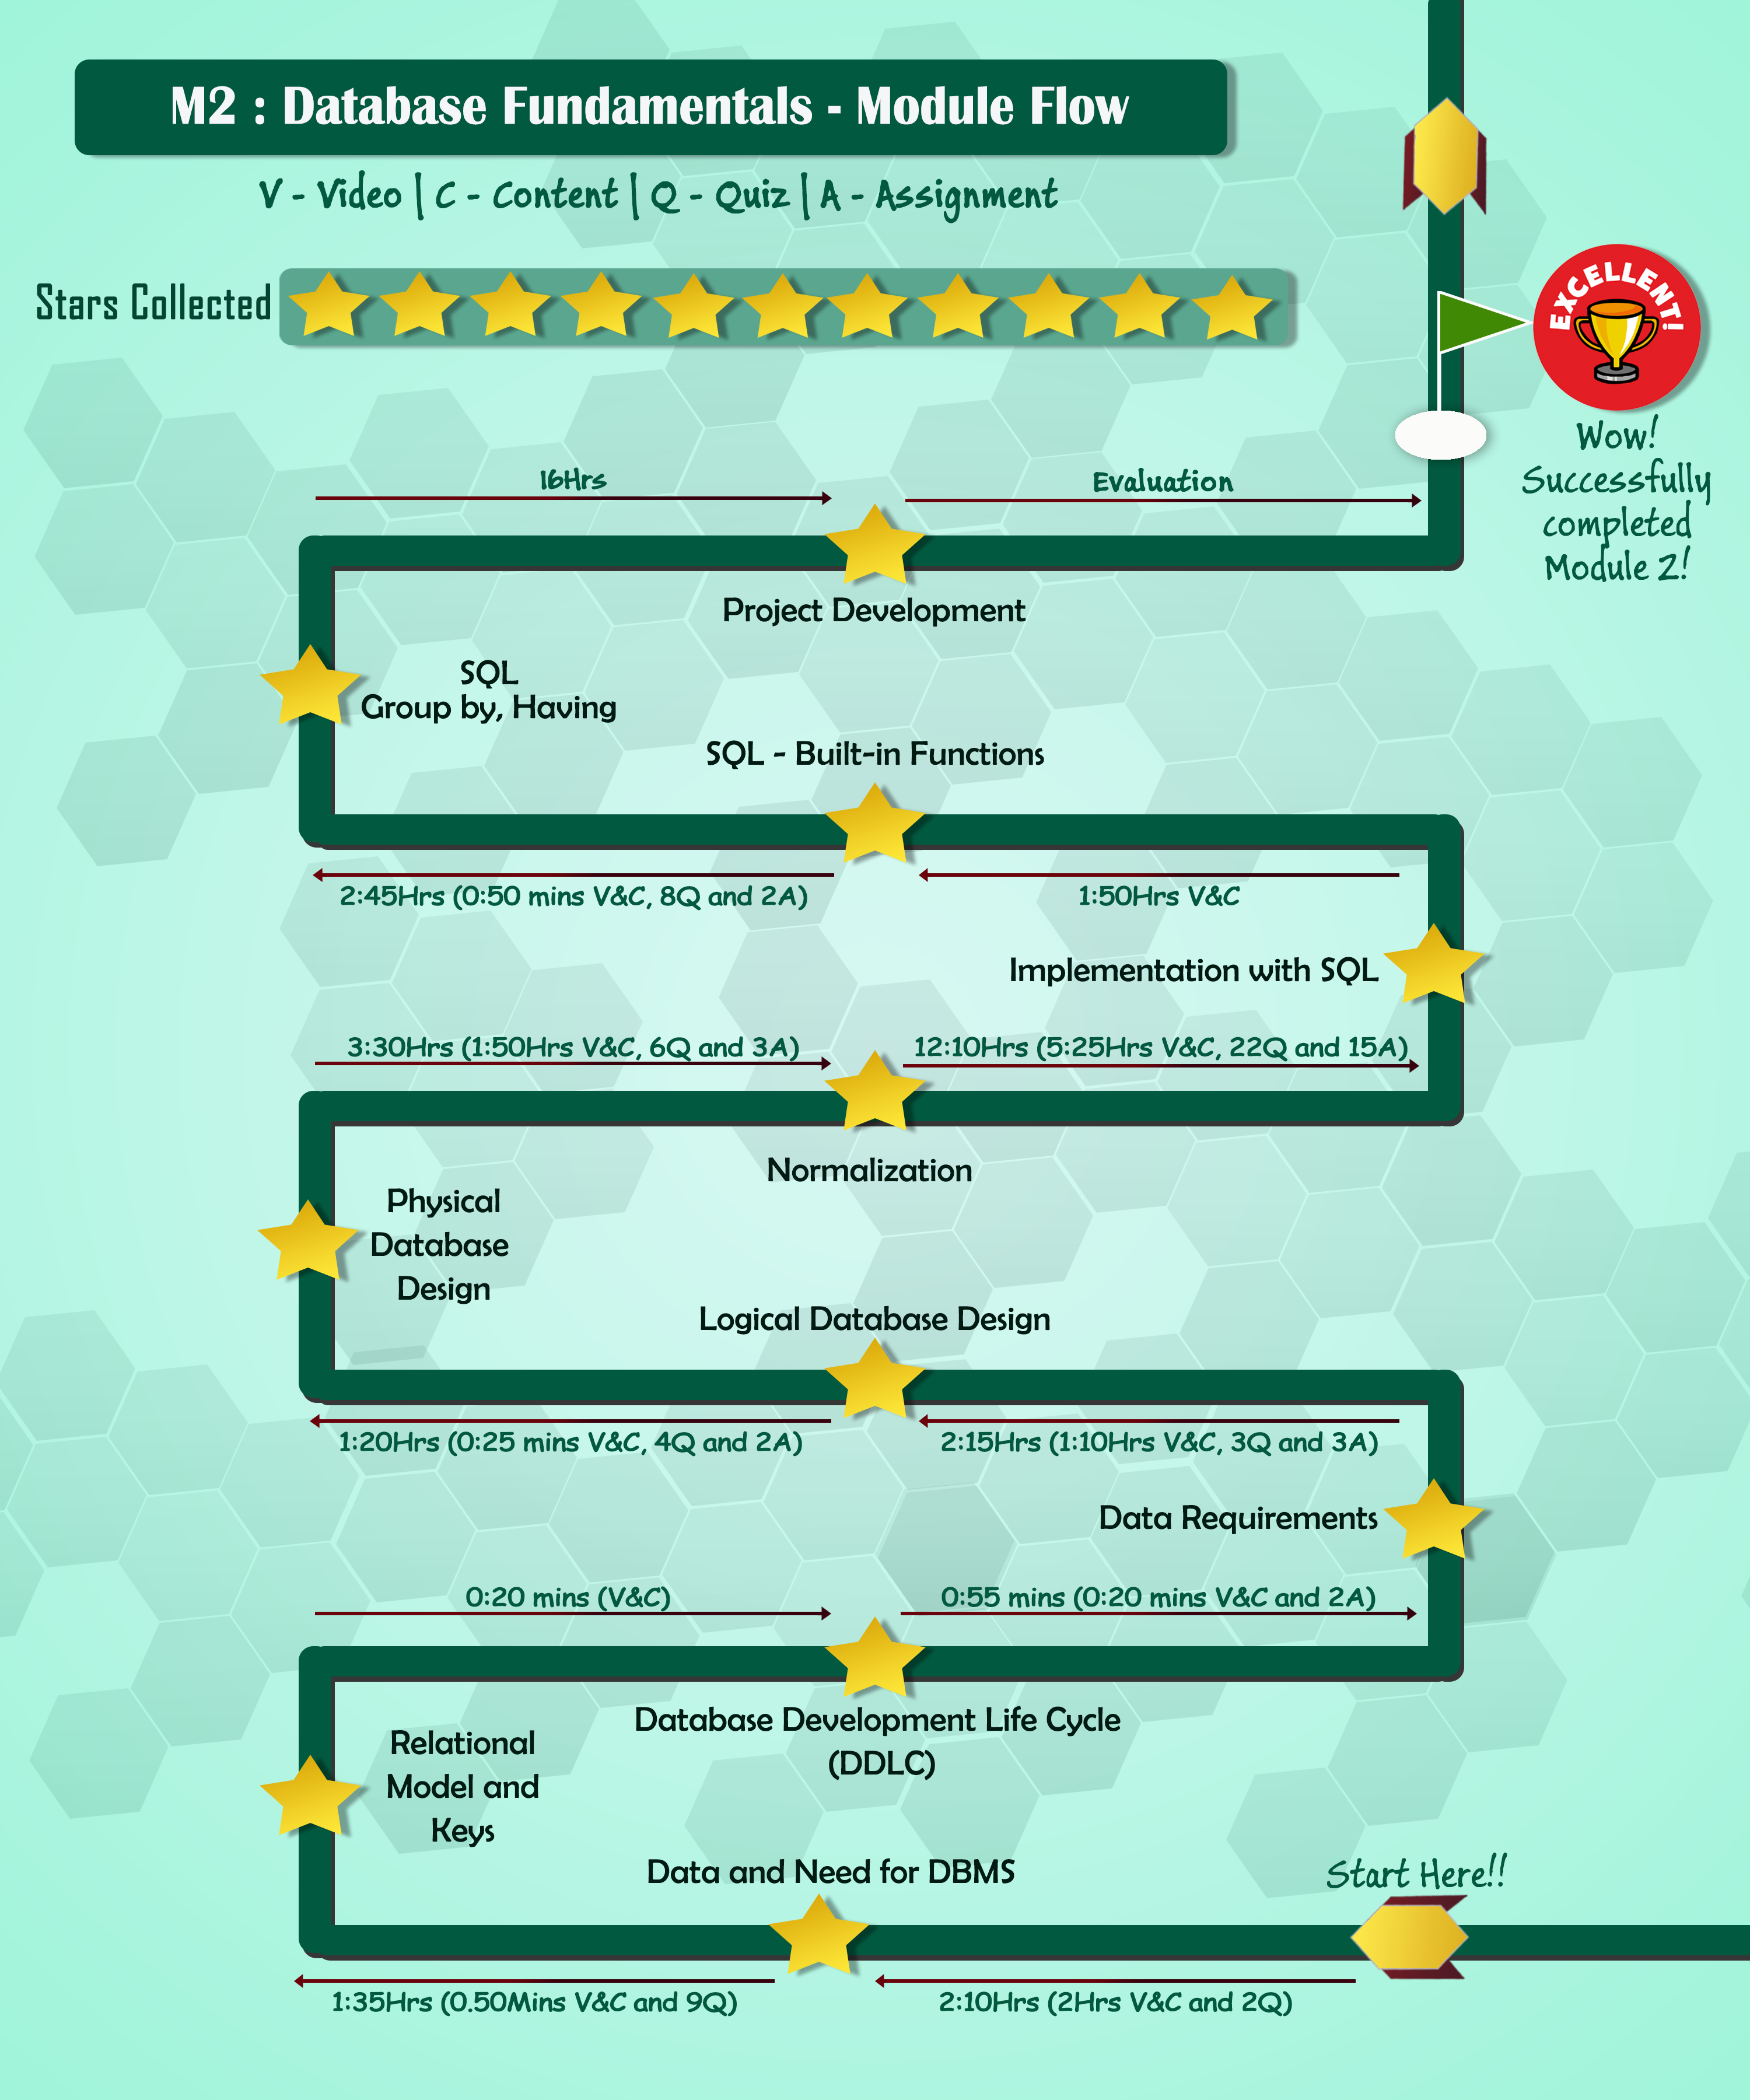 M2 : Database Fundamentals - Module Flow
V - Video | C - Content | Q - Quiz | A - Assignment
Stars Collected
EXCELLENT!
Wow!
Successfully
completed
Module 2!
16Hrs
Evaluation
Project Development
SQL
Group by, Having
SQL - Built-in Functions
2:45Hrs (0:50 mins V&C, 8Q and 2A)
1:50Hrs V&C
Implementation with SQL
3:30Hrs (1:50Hrs V&C, 6Q and 3A)
12:10Hrs (5:25Hrs V&C, 22Q and 15A)
Normalization
Physical
Database
Design
Logical Database Design
1:20Hrs (0:25 mins V&C, 4Q and 2A)
2:15Hrs (1:10Hrs V&C, 3Q and 3A)
Data Requirements
0:20 mins (V&C)
0:55 mins (0:20 mins V&C and 2A)
Database Development Life Cycle
(DDLC)
Relational
Model and
Keys
Data and Need for DBMS
Start Here!!
1:35Hrs (0.50Mins V&C and 9Q)
2:10Hrs (2Hrs V&C and 2Q)